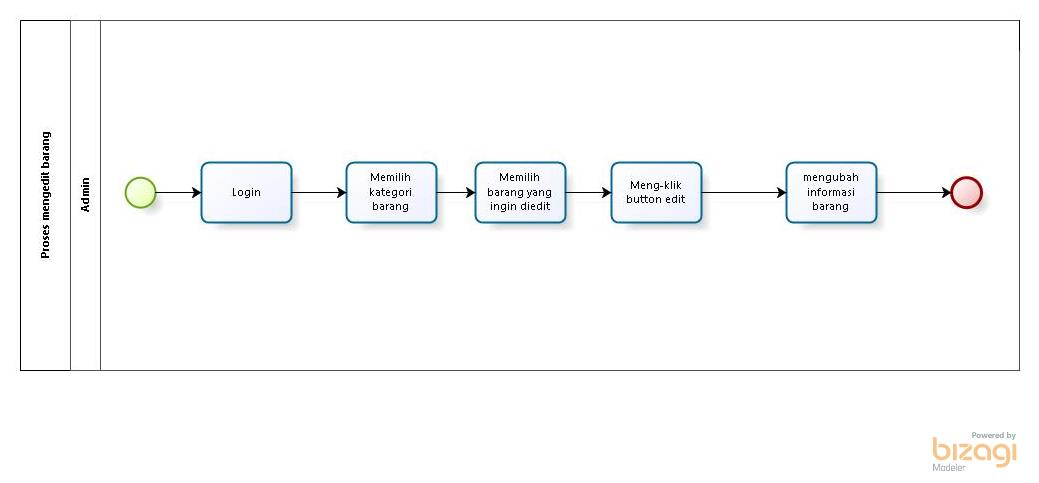 Proses mengedit barang
Admin
Login
Memilih
kategori
barang
Memilih
barang yang
ingin diedit
Meng-klik
button edit
mengubah
informasi
barang
Powered by
bizagi
Modeler